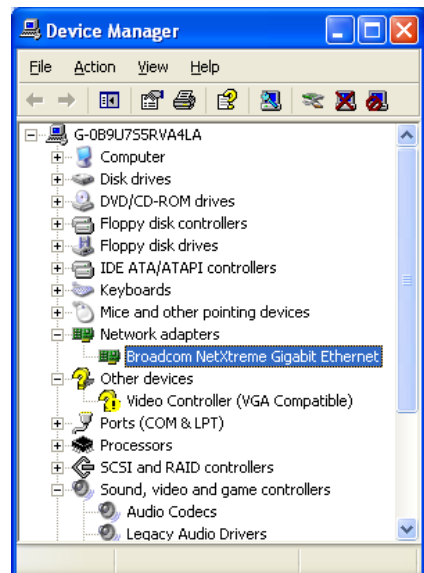 Device Manager
File Action View Help
G-0B9U7S5RVA4LA
Computer
Disk drives
DVD/CD-ROM drives
Floppy disk controllers
Floppy disk drives
IDE ATA/ATAPI controllers
Keyboards
Mice and other pointing devices
Network adapters
Broadcom NetXtreme Gigabit Ethernet
Other devices
Video Controller (VGA Compatible)
Ports (COM & LPT)
Processors
SCSI and RAID controllers
Sound, video and game controllers
Audio Codecs
Legacy Audio Drivers